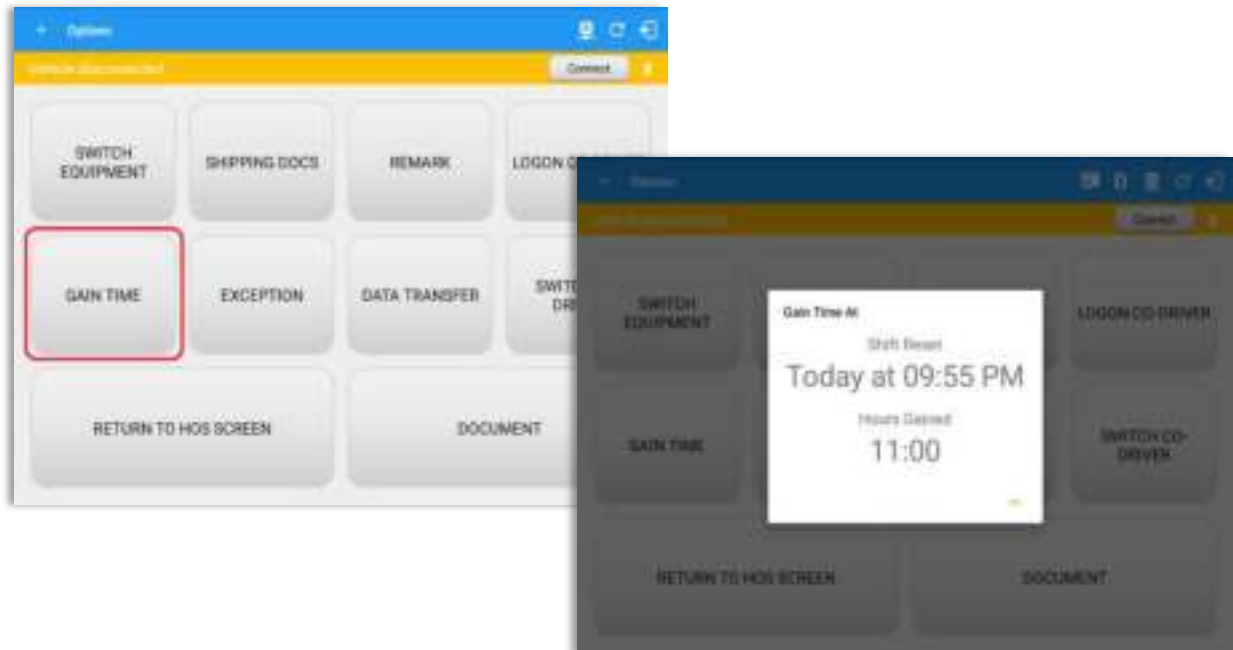 Options
Connect
SWITCH
EQUIPMENT
SHIPPING DOCS
REMARK
LOGON
GAIN TIME
EXCEPTION
DATA TRANSFER
RETURN TO HOS SCREEN
DOCUMENT
Options
Connect
SWITCH
EQUIPMENT
LOGON CO-DRIVER
Gain Time At
Shift Reset
Today at 09:55 PM
Hours Gained
11:00
GAIN TIME
SWITCH CO-
DRIVER
RETURN TO HOS SCREEN
DOCUMENT